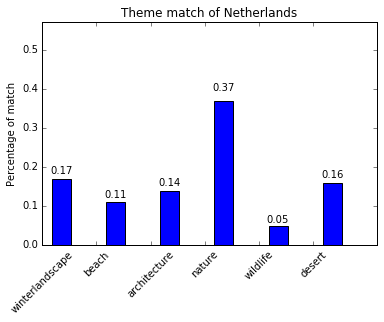 Theme match of Netherlands
Percentage of match
0.5
0.4
0.3
0.2
0.1
0.0
0.17
0.11
0.14
0.37
0.05
0.16
winterlandscape
beach
architecture
nature
wildlife
desert